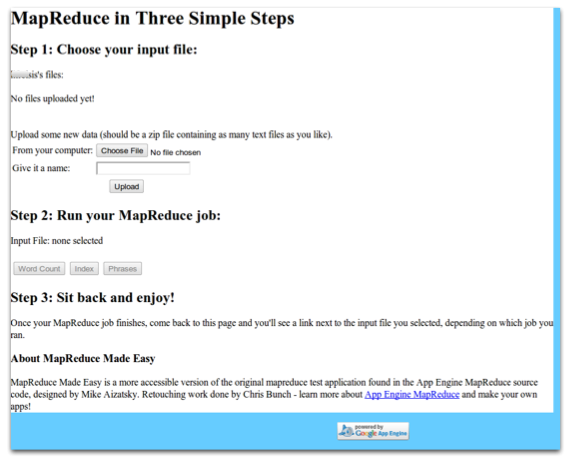 MapReduce in Three Simple Steps
Step 1: Choose your input file:
files:
No files uploaded yet!
Upload some new data (should be a zip file containing as many text files as you like).
From your computer: Choose File No file chosen
Give it a name:
Upload
Step 2: Run your MapReduce job:
Input File: none selected
Word Count Index Phrases
Step 3: Sit back and enjoy!
Once your MapReduce job finishes, come back to this page and you'll see a link next to the input file you selected, depending on which job you
ran.
About MapReduce Made Easy
MapReduce Made Easy is a more accessible version of the original mapreduce test application found in the App Engine MapReduce source
code, designed by Mike Aizatsky. Retouching work done by Chris Bunch - learn more about App Engine MapReduce and make your own
apps!
powered by
Google App Engine